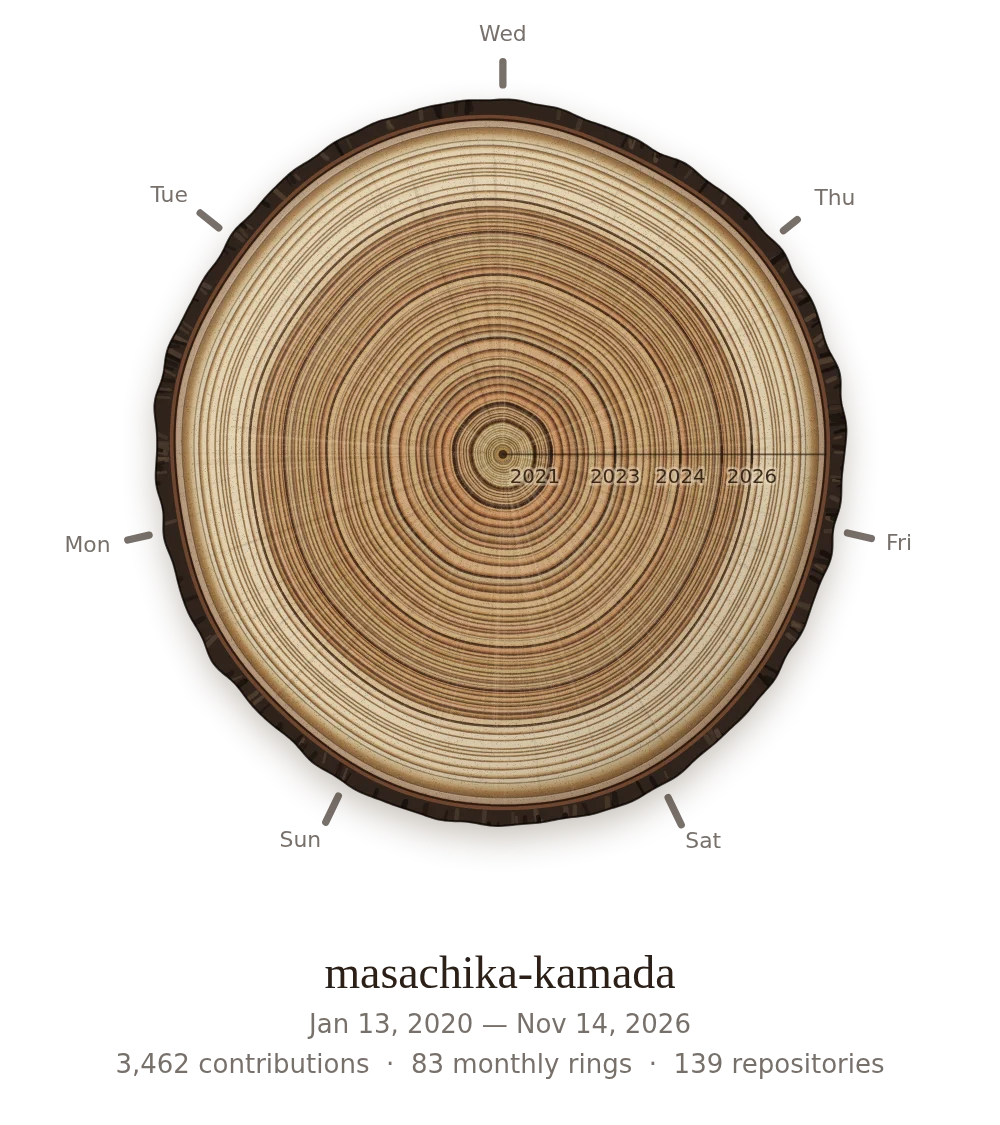 Wed
Tue
Thu
2021 2023 2024 2026
Mon
Fri
Sun
Sat
masachika-kamada
Jan 13, 2020 — Nov 14, 2026
3,462 contributions · 83 monthly rings · 139 repositories